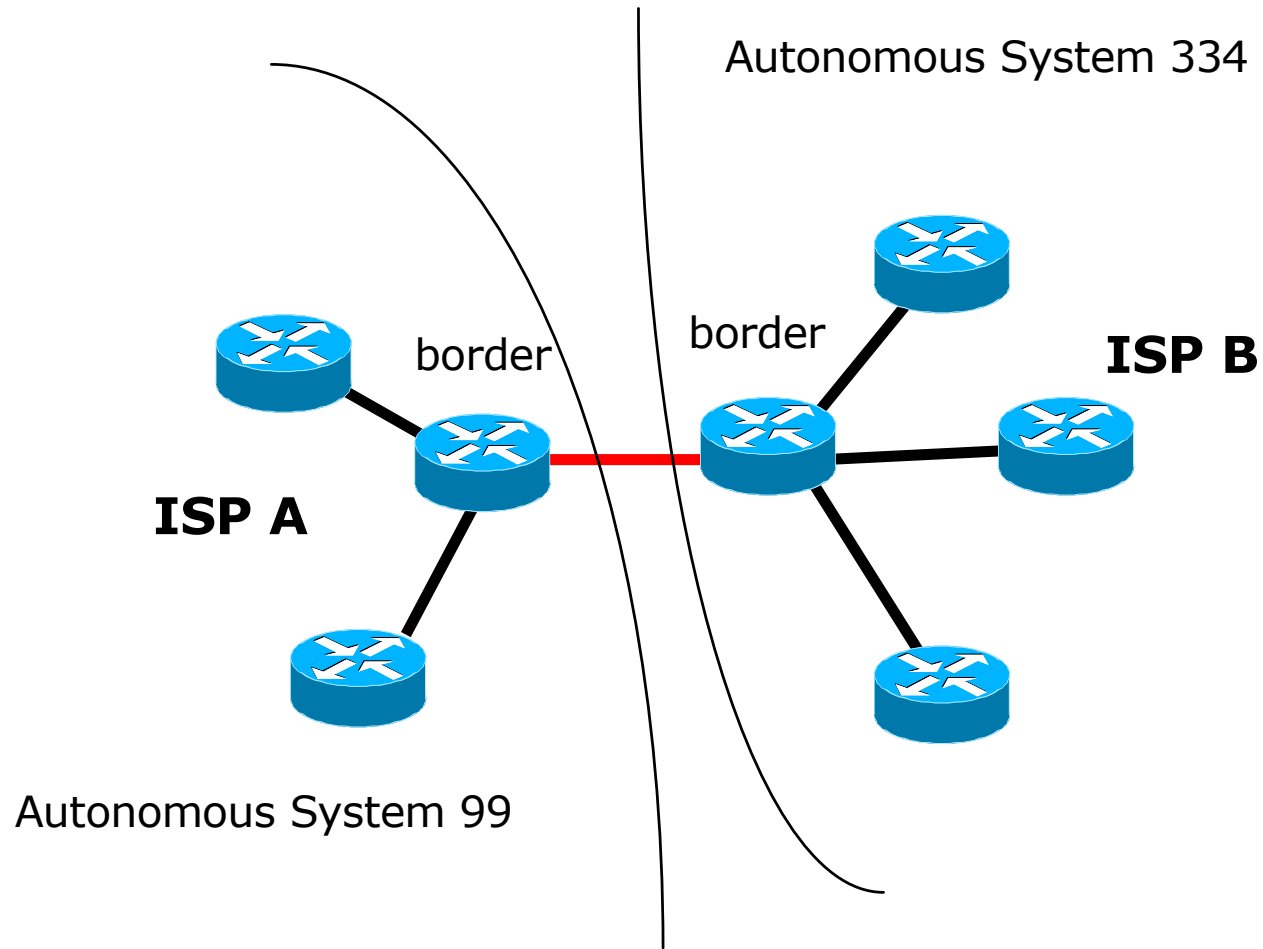 Autonomous System 334
border
border
ISP B
ISP A
Autonomous System 99